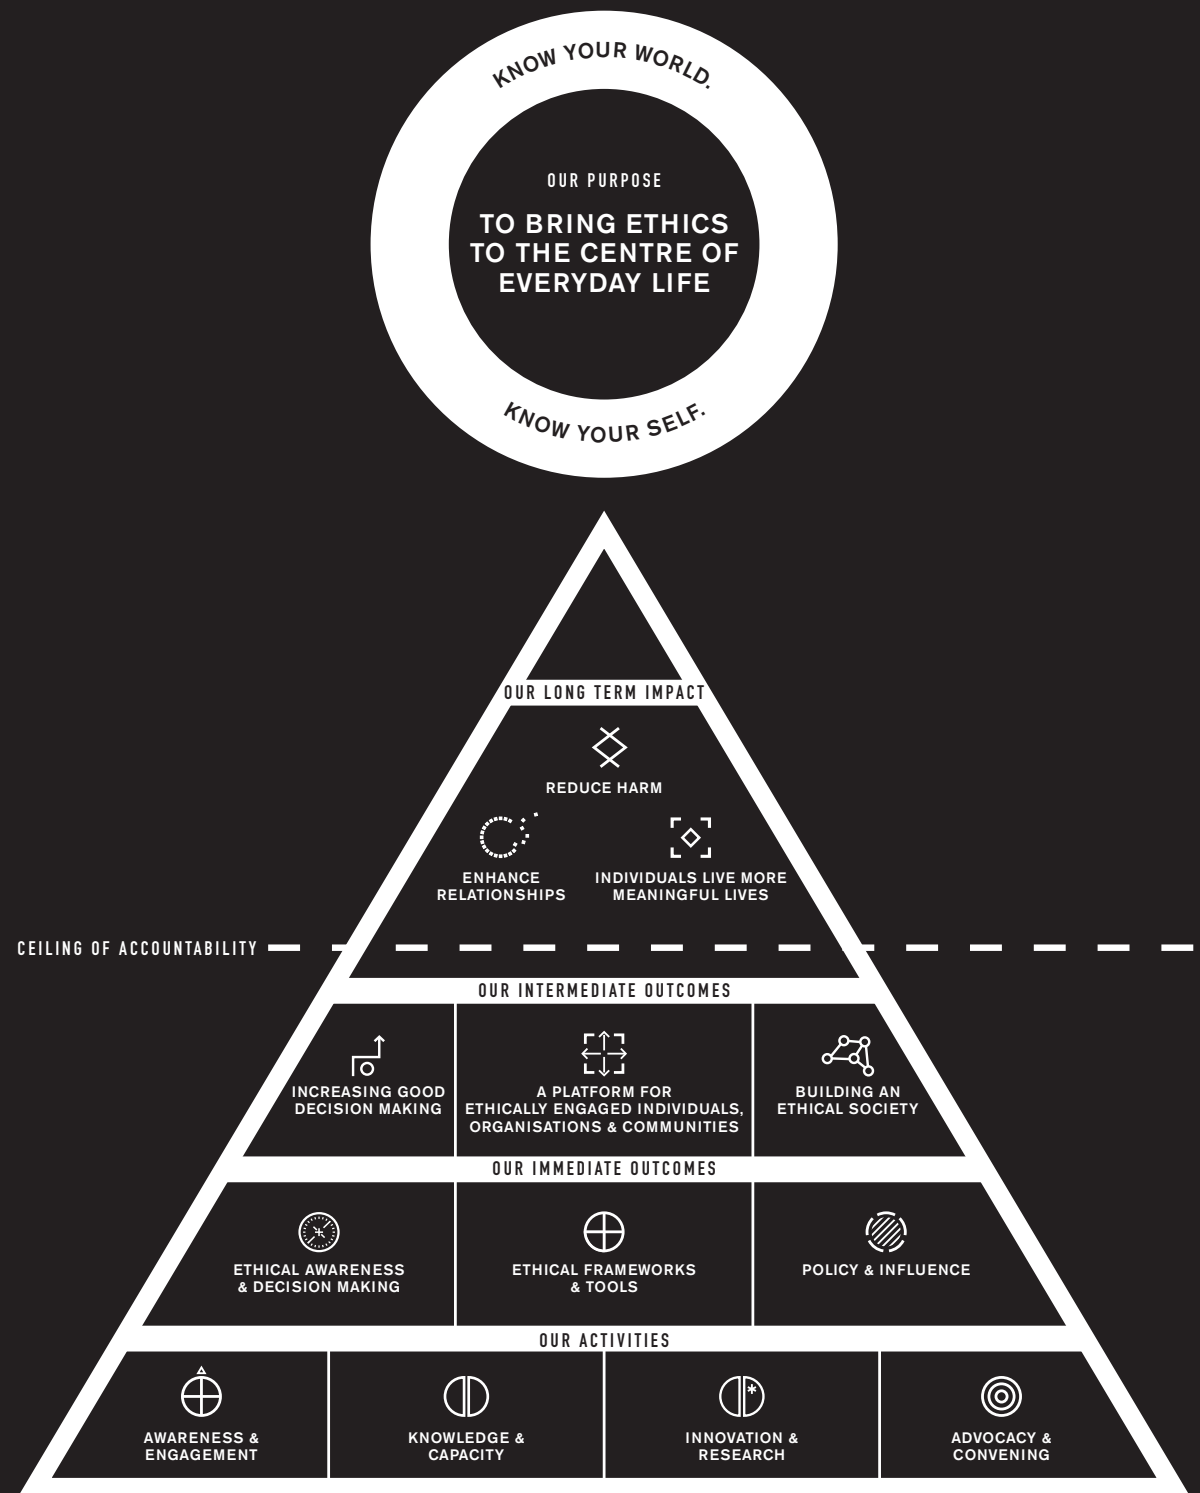 KNOW YOUR WORLD.
OUR PURPOSE
TO BRING ETHICS
TO THE CENTRE OF
EVERYDAY LIFE
KNOW YOUR SELF.
OUR LONG TERM IMPACT
REDUCE HARM
ENHANCE
RELATIONSHIPS
INDIVIDUALS LIVE MORE
MEANINGFUL LIVES
CEILING OF ACCOUNTABILITY
OUR INTERMEDIATE OUTCOMES
INCREASING GOOD
DECISION MAKING
A PLATFORM FOR
ETHICALLY ENGAGED INDIVIDUALS,
ORGANISATIONS & COMMUNITIES
BUILDING AN
ETHICAL SOCIETY
OUR IMMEDIATE OUTCOMES
ETHICAL AWARENESS
& DECISION MAKING
ETHICAL FRAMEWORKS
& TOOLS
POLICY & INFLUENCE
OUR ACTIVITIES
AWARENESS &
ENGAGEMENT
KNOWLEDGE &
CAPACITY
INNOVATION &
RESEARCH
ADVOCACY &
CONVENING